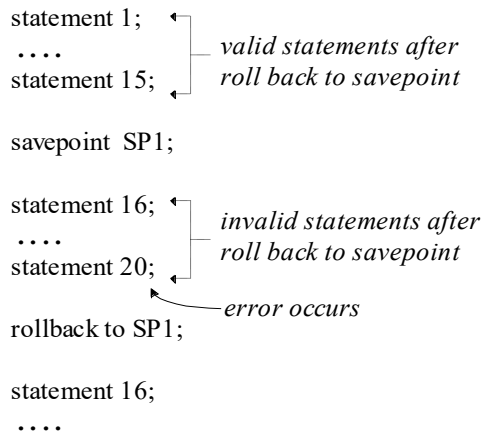 statement 1;
....
statement 15;
valid statements after
roll back to savepoint
savepoint SP1;
statement 16;
....
statement 20;
invalid statements after
roll back to savepoint
error occurs
rollback to SP1;
statement 16;
....